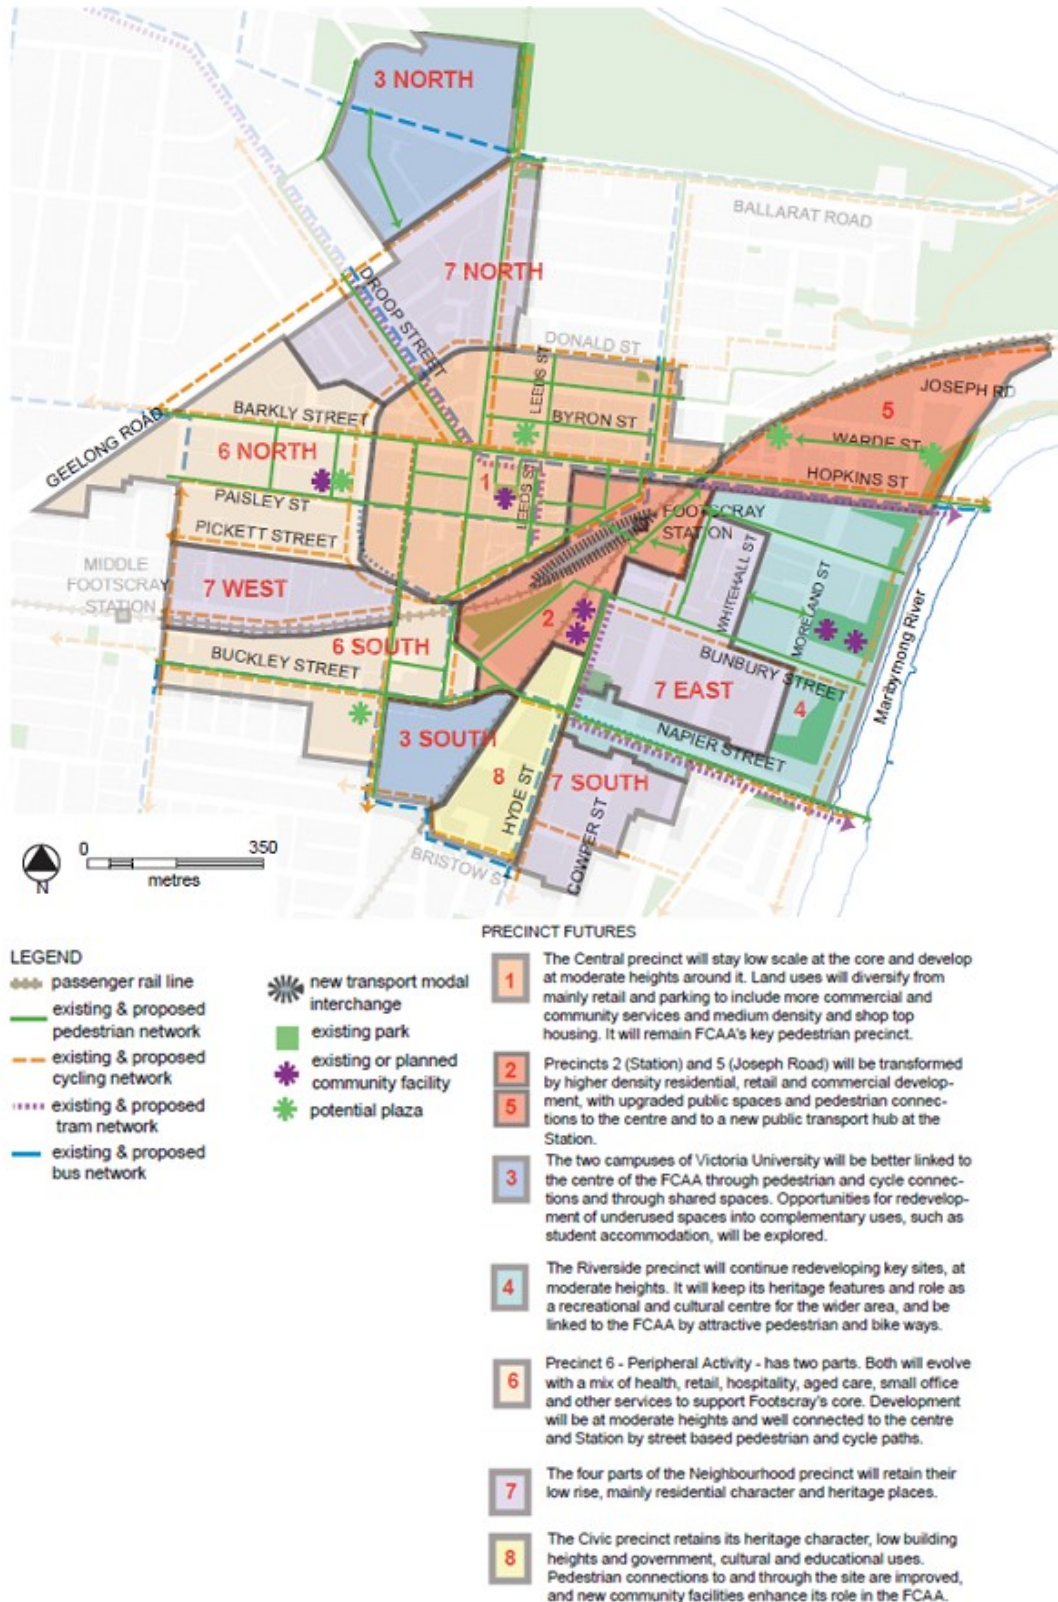 3 NORTH
BALLARAT ROAD
7 NORTH
DROOP STREET
DONALD ST
LEEDS ST
JOSEPH RD
5
BARKLY STREET
BYRON ST
WARDE ST
GEELONG ROAD
6 NORTH
HOPKINS ST
1
LEEDS ST
PAISLEY ST
FOOTSCRAY
STATION
PICKETT STREET
MIDDLE
FOOTSCRAY
STATION
7 WEST
WHITEHALL ST
MORELAND ST
2
6 SOUTH
BUCKLEY STREET
BUNBURY STREET
7 EAST
4
Maribymong River
3 SOUTH
NAPIER STREET
8
HYDE ST
7 SOUTH
COWPER ST
BRISTOW ST
N
0 350
metres
PRECINCT FUTURES
LEGEND
passenger rail line
existing & proposed
pedestrian network
existing & proposed
cycling network
existing & proposed
tram network
existing & proposed
bus network
new transport modal
interchange
existing park
existing or planned
community facility
potential plaza
1
The Central precinct will stay low scale at the core and develop
at moderate heights around it. Land uses will diversify from
mainly retail and parking to include more commercial and
community services and medium density and shop top
housing. It will remain FCAA's key pedestrian precinct.
2
5
Precincts 2 (Station) and 5 (Joseph Road) will be transformed
by higher density residential, retail and commercial develop-
ment, with upgraded public spaces and pedestrian connec-
tions to the centre and to a new public transport hub at the
Station.
3
The two campuses of Victoria University will be better linked to
the centre of the FCAA through pedestrian and cycle connec-
tions and through shared spaces. Opportunities for redevelop-
ment of underused spaces into complementary uses, such as
student accommodation, will be explored.
4
The Riverside precinct will continue redeveloping key sites, at
moderate heights. It will keep its heritage features and role as
a recreational and cultural centre for the wider area, and be
linked to the FCAA by attractive pedestrian and bike ways.
6
Precinct 6 - Peripheral Activity - has two parts. Both will evolve
with a mix of health, retail, hospitality, aged care, small office
and other services to support Footscray's core. Development
will be at moderate heights and well connected to the centre
and Station by street based pedestrian and cycle paths.
7
The four parts of the Neighbourhood precinct will retain their
low rise, mainly residential character and heritage places.
8
The Civic precinct retains its heritage character, low building
heights and government, cultural and educational uses.
Pedestrian connections to and through the site are improved,
and new community facilities enhance its role in the FCAA.